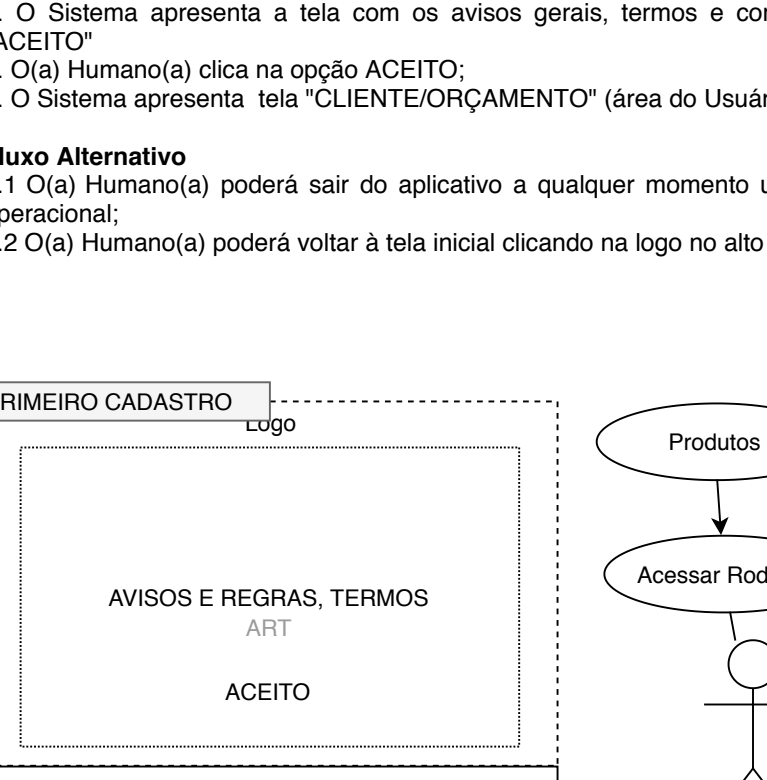 . O Sistema apresenta a tela com os avisos gerais, termos e
ACEITO"
. O(a) Humano(a) clica na opção ACEITO;
. O Sistema apresenta tela "CLIENTE/ORÇAMENTO" (área do
luxo Alternativo
.1 O(a) Humano(a) poderá sair do aplicativo a qualquer momento
peracional;
.2 O(a) Humano(a) poderá voltar à tela inicial clicando na logo no alto
RIMEIRO CADASTRO
Logo
Produtos
Acessar Rod
AVISOS E REGRAS, TERMOS
ART
ACEITO